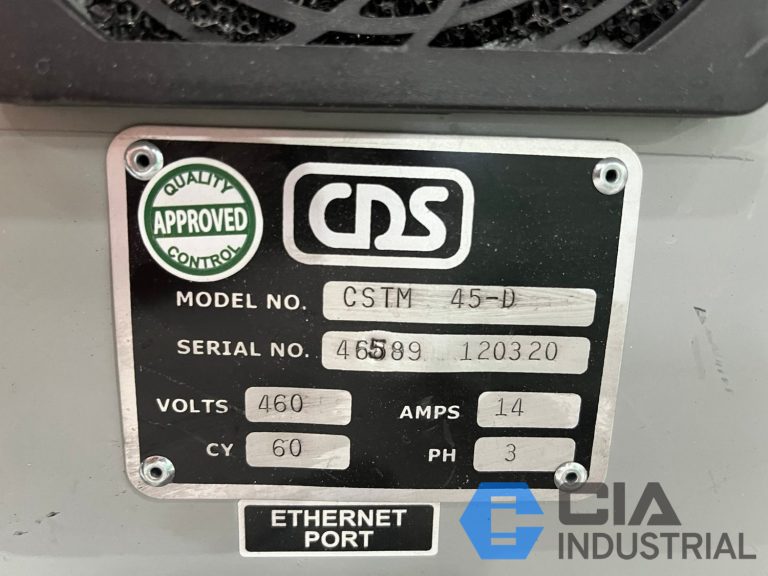 QUALITY
APPROVED
CONTROL
CDS
MODEL NO. CSTM 45-D
SERIAL NO. 46589 120320
VOLTS 460 AMPS 14
CY 60 PH 3
ETHERNET
PORT
CIA
INDUSTRIAL